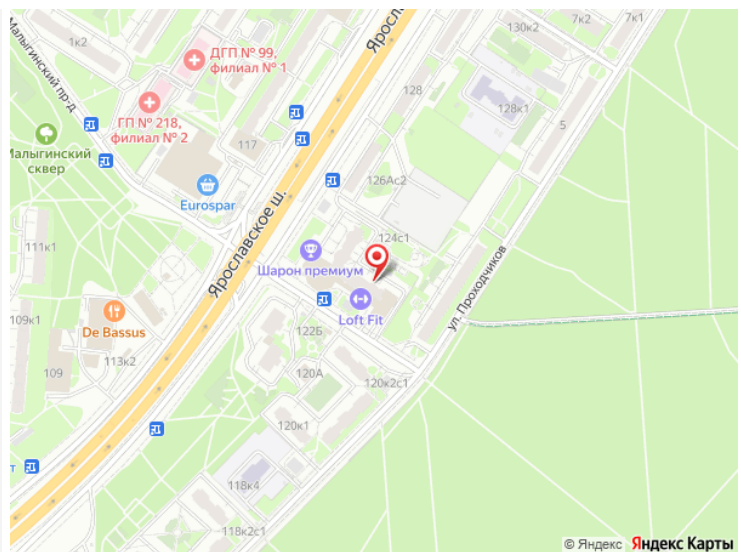 1к2
ДГП № 99,
филиал № 1
Малыгинский пр-д
ГП № 218,
филиал № 2
Малыгинский
сквер
117
Eurospar
Яросла
130к2
7к2
7к1
128
128к1
5
126Ас2
124с1
Ярославское ш.
Шарон премиум
Loft Fit
ул. Проходчиков
111к1
109к1
De Bassus
109
113к2
122Б
120А
120к2с1
120к1
118к4
118к2с1
т
© Яндекс Яндекс Карты